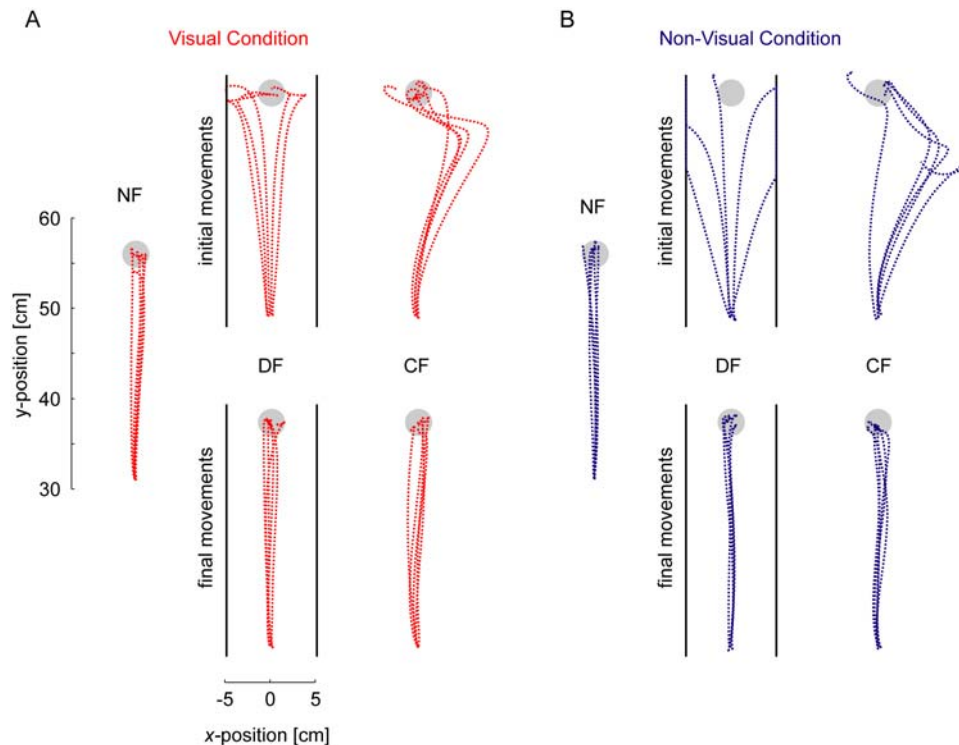 A
Visual Condition
B
Non-Visual Condition
initial movements
initial movements
NF
NF
60
50
40
30
y-position [cm]
DF
CF
DF
CF
final movements
final movements
-5 0 5
x-position [cm]